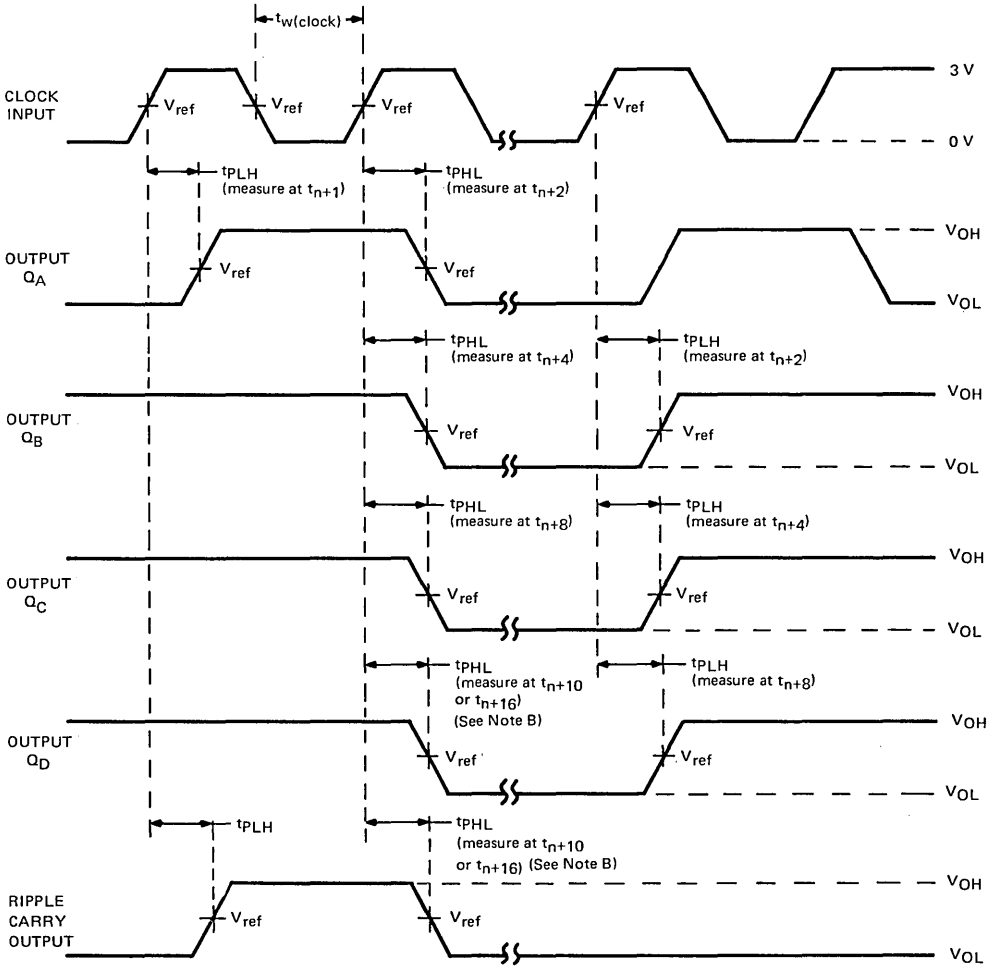 tw(clock)
3 V
CLOCK
INPUT
Vref
Vref
Vref
Vref
0 V
tPLH
(measure at tn+1)
tPHL
(measure at tn+2)
VOH
OUTPUT
QA
Vref
Vref
VOL
tPHL
(measure at tn+4)
tPLH
(measure at tn+2)
VOH
OUTPUT
QB
Vref
Vref
VOL
tPHL
(measure at tn+8)
tPLH
(measure at tn+4)
VOH
OUTPUT
QC
Vref
Vref
VOL
tPHL
(measure at tn+10
or tn+16)
(See Note B)
tPLH
(measure at tn+8)
VOH
OUTPUT
QD
Vref
Vref
VOL
tPLH
tPHL
(measure at tn+10
or tn+16) (See Note B)
VOH
RIPPLE
CARRY
OUTPUT
Vref
Vref
VOL